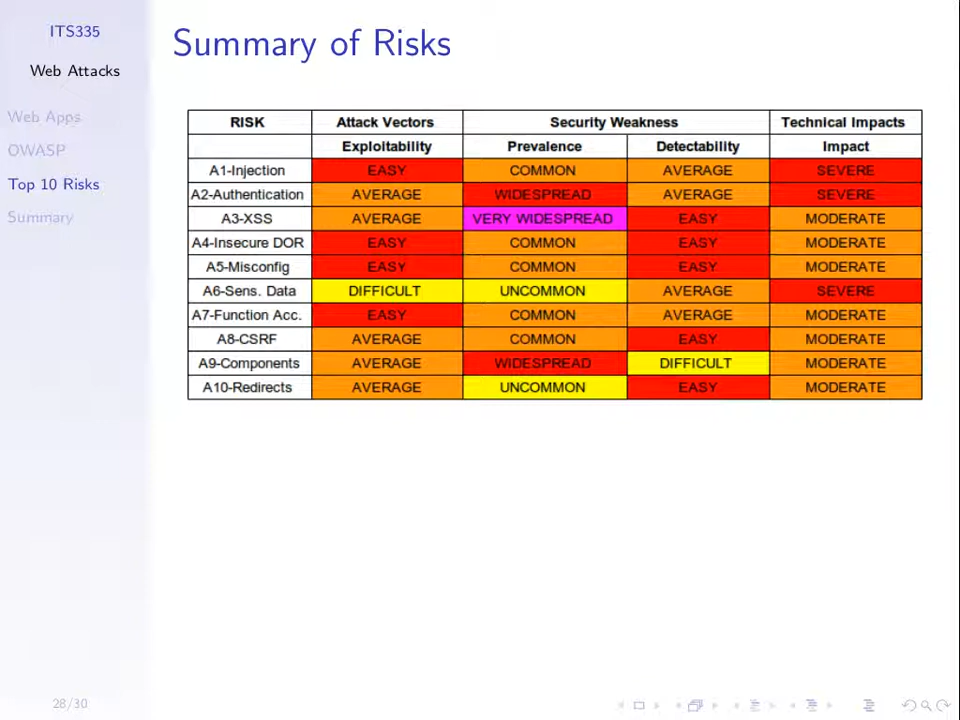 ITS335
Web Attacks
Web Apps
OWASP
Top 10 Risks
Summary
Summary of Risks
RISK Attack Vectors Security Weakness Technical Impacts
Exploitability Prevalence Detectability Impact
A1-Injection EASY COMMON AVERAGE SEVERE
A2-Authentication AVERAGE WIDESPREAD AVERAGE SEVERE
A3-XSS AVERAGE VERY WIDESPREAD EASY MODERATE
A4-Insecure DOR EASY COMMON EASY MODERATE
A5-Misconfig EASY COMMON EASY MODERATE
A6-Sens. Data DIFFICULT UNCOMMON AVERAGE SEVERE
A7-Function Acc. EASY COMMON AVERAGE MODERATE
A8-CSRF AVERAGE COMMON EASY MODERATE
A9-Components AVERAGE WIDESPREAD DIFFICULT MODERATE
A10-Redirects AVERAGE UNCOMMON EASY MODERATE
28/30